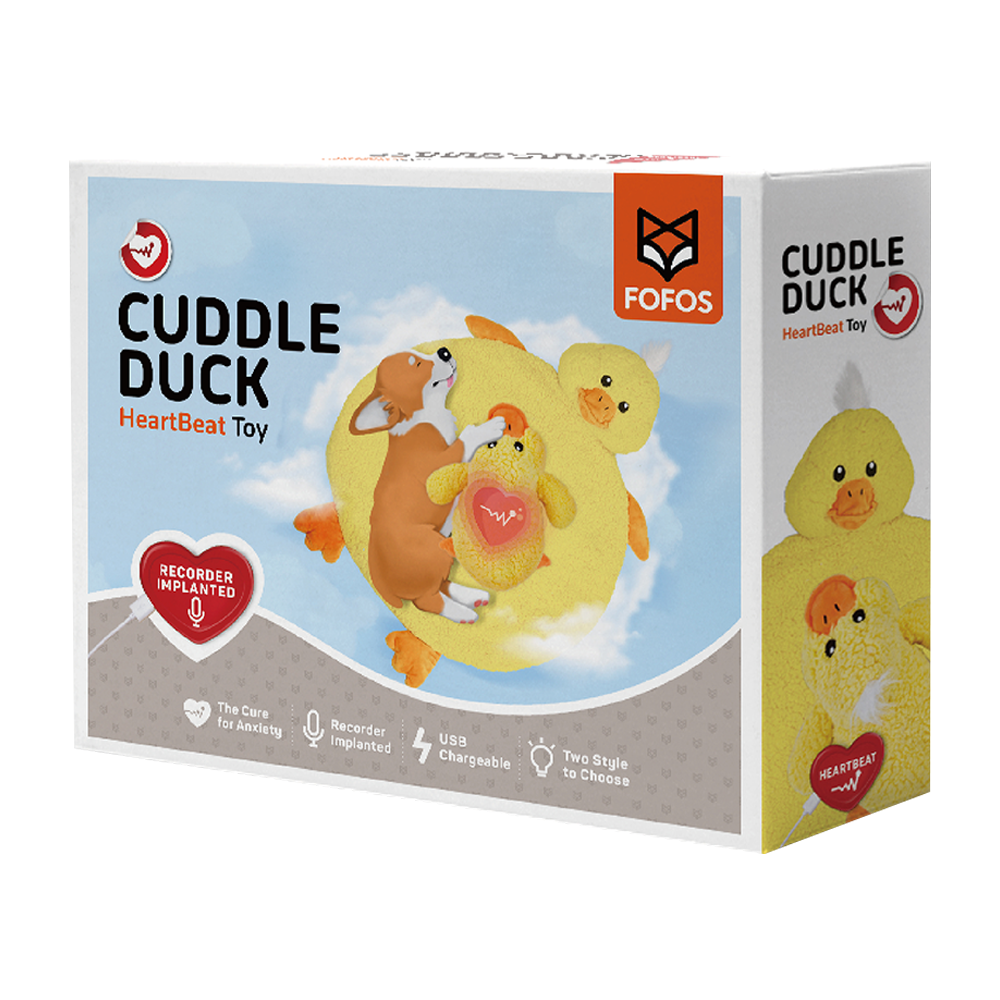 CUDDLE
DUCK
HeartBeat Toy
FOFOS
RECORDER
IMPLANTED
The Cure
for Anxiety
Recorder
Implanted
USB
Chargeable
Two Style
to Choose
CUDDLE
DUCK
HeartBeat Toy
HEARTBEAT